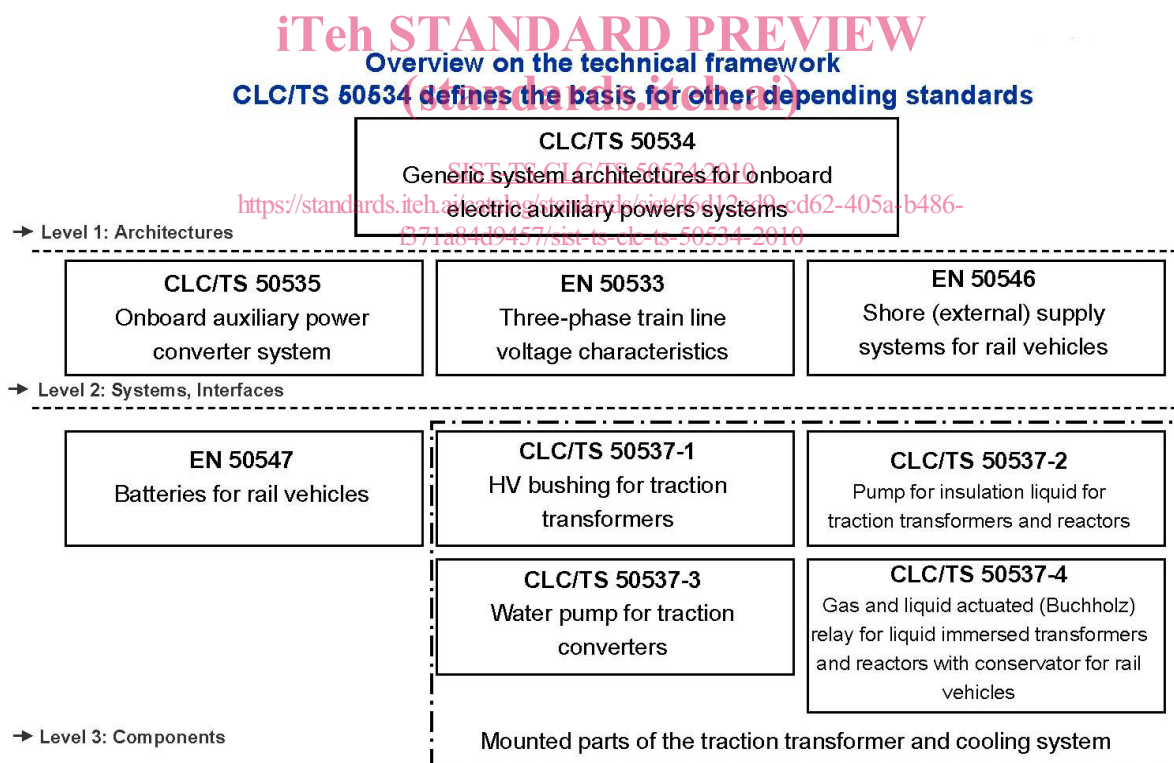 iTeh STANDARD PREVIEW
Overview on the technical framework
(standards.iteh.ai)
CLC/TS 50534 defines the basis for other depending standards
CLC/TS 50534
SIST-TS CLC/TS 50534:2010
Generic system architectures for onboard
https://standards.iteh.ai/catalog/standards/sist/d6d12ed9-cd62-405a-b486-
electric auxiliary powers systems
f371a84d9457/sist-ts-clc-ts-50534-2010
→ Level 1: Architectures
CLC/TS 50535
Onboard auxiliary power
converter system
EN 50533
Three-phase train line
voltage characteristics
EN 50546
Shore (external) supply
systems for rail vehicles
→ Level 2: Systems, Interfaces
EN 50547
Batteries for rail vehicles
CLC/TS 50537-1
HV bushing for traction
transformers
CLC/TS 50537-2
Pump for insulation liquid for
traction transformers and reactors
CLC/TS 50537-3
Water pump for traction
converters
CLC/TS 50537-4
Gas and liquid actuated (Buchholz)
relay for liquid immersed transformers
and reactors with conservator for rail
vehicles
→ Level 3: Components
Mounted parts of the traction transformer and cooling system